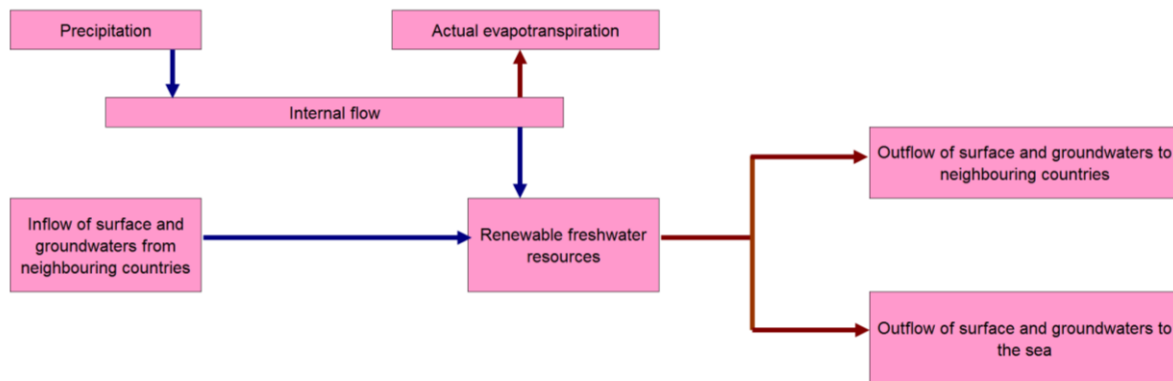 Precipitation
Actual evapotranspiration
Internal flow
Outflow of surface and groundwaters to
neighbouring countries
Inflow of surface and
groundwaters from
neighbouring countries
Renewable freshwater
resources
Outflow of surface and groundwaters to
the sea